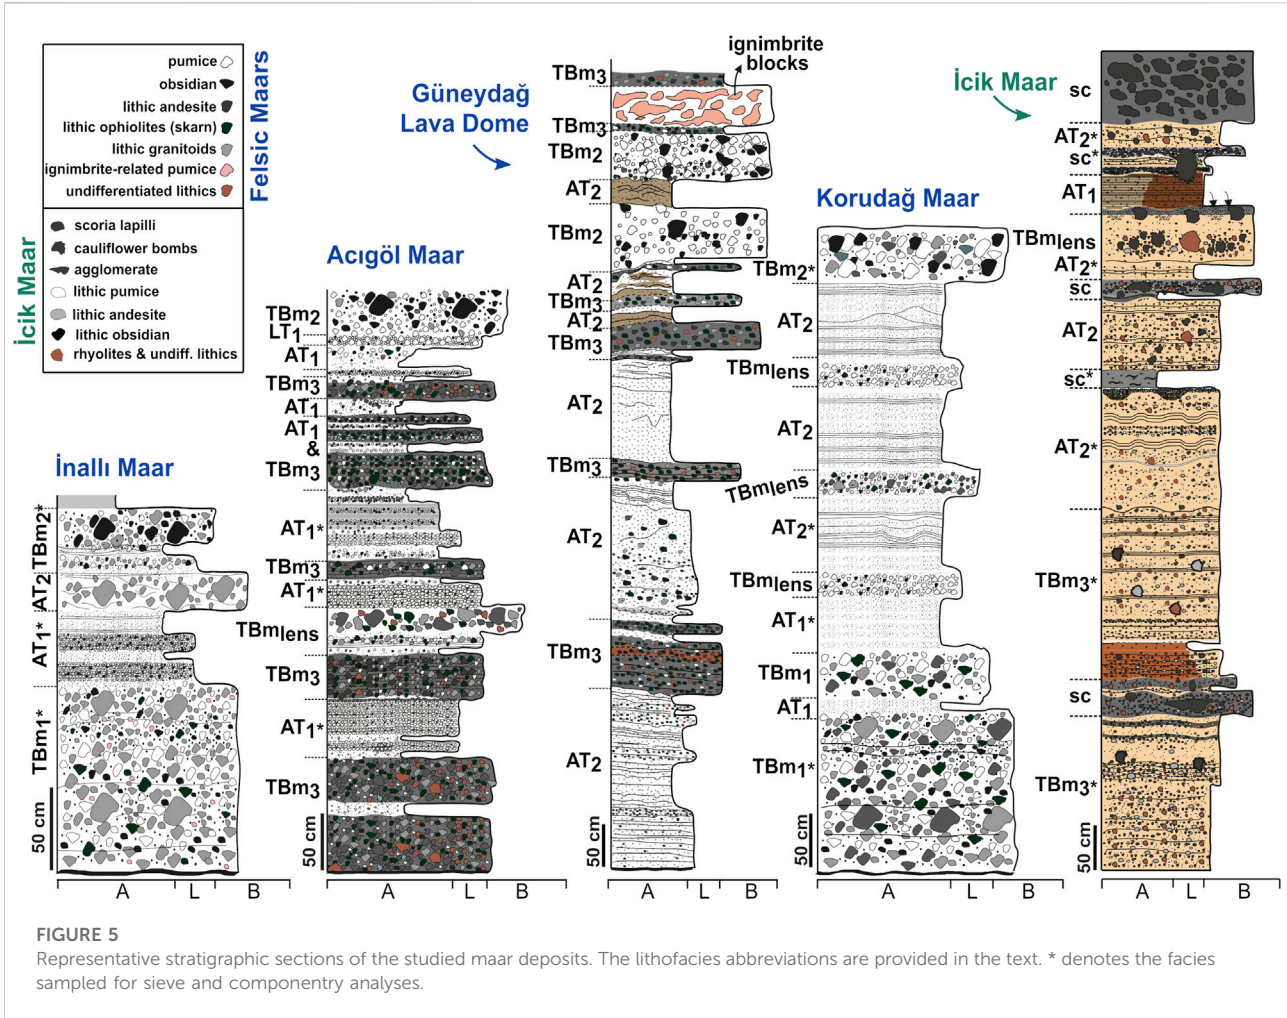 pumice
obsidian
lithic andesite
lithic ophiolites (skarn)
lithic granitoids
ignimbrite-related pumice
undifferentiated lithics
Felsic Maars
scoria lapilli
cauliflower bombs
agglomerate
lithic pumice
lithic andesite
lithic obsidian
rhyolites & undiff. lithics
İcik Maar
İnallı Maar
TBm2*
AT2
AT1*
TBm1*
50 cm
A L B
Acıgöl Maar
TBm2
LT1
AT1
TBm3
AT1
AT1
&
TBm3
AT1*
TBm3
AT1*
TBmlens
TBm3
AT1*
TBm3
50 cm
A L B
Güneydağ
Lava Dome
ignimbrite
blocks
TBm3
TBm3
TBm2
AT2
TBm2
AT2
TBm3
AT2
TBm3
AT2
TBm3
AT2
TBm3
AT2
50 cm
A L B
Korudağ Maar
TBm2*
AT2
TBmlens
AT2
TBmlens
AT2*
TBmlens
AT1*
TBm1
AT1
TBm1*
A L B
İcik Maar
sc
AT2*
sc*
AT1
TBmlens
AT2*
sc
AT2
sc*
AT2*
TBm3*
sc
TBm3*
50 cm
A L B
FIGURE 5
Representative stratigraphic sections of the studied maar deposits. The lithofacies abbreviations are provided in the text. * denotes the facies
sampled for sieve and componentry analyses.